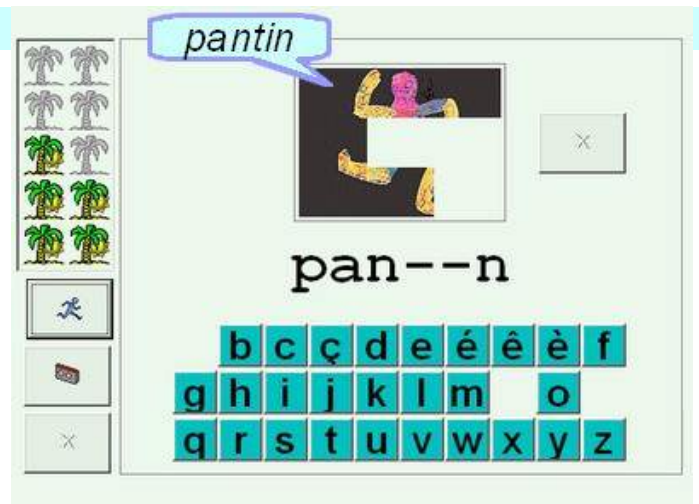 pantin
pan--n
b c ç d e é ê è f
g h i j k l m o
q r s t u v w x y z